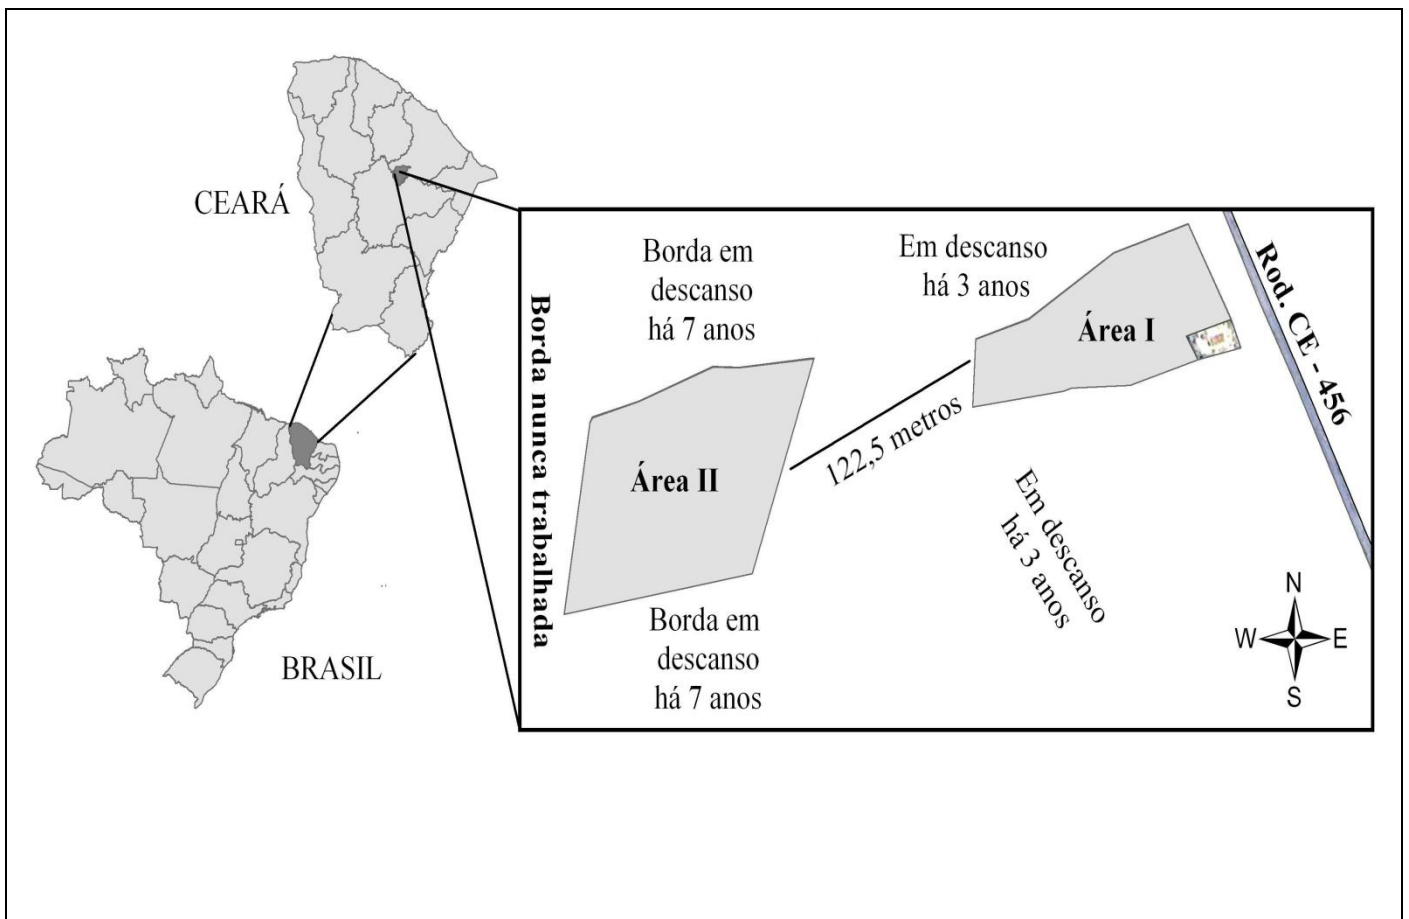 CEARÁ
BRASIL
Borda nunca trabalhada
Borda em
descanso
há 7 anos
Em descanso
há 3 anos
Área I
Rod. CE - 456
122,5 metros
Área II
Em descanso
há 3 anos
Borda em
descanso
há 7 anos
N
W
E
S